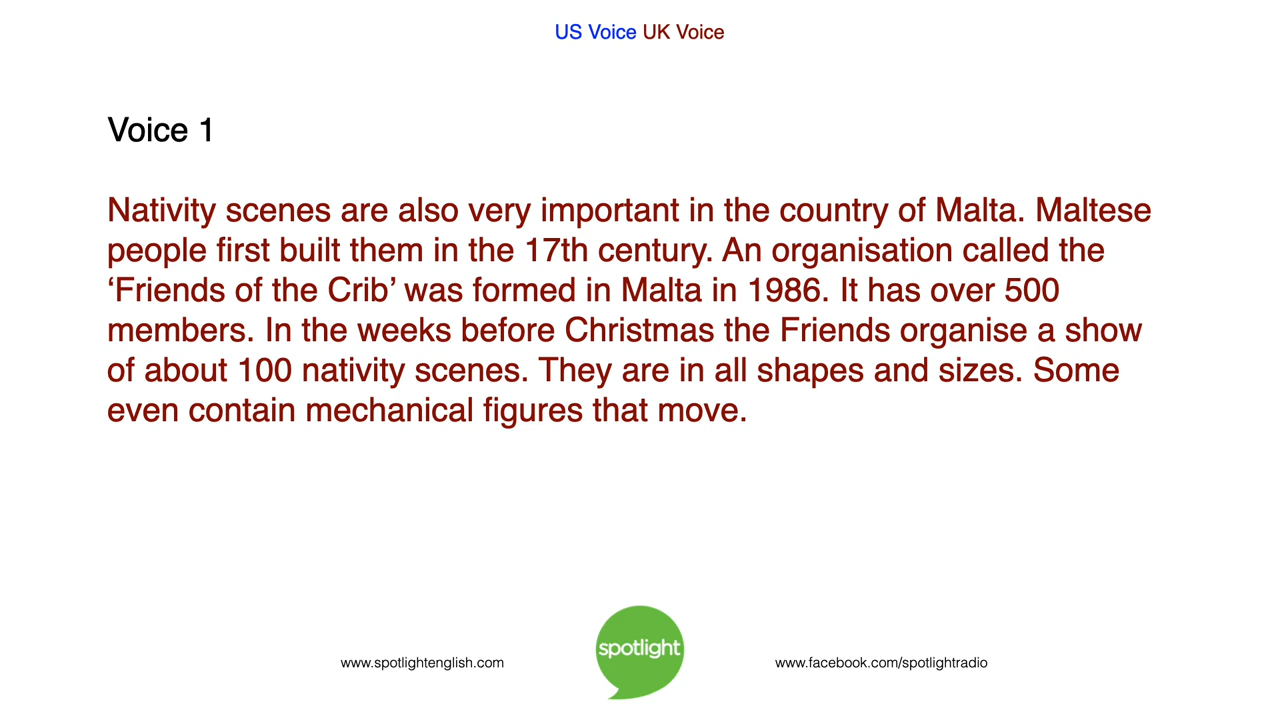 US Voice UK Voice
Voice 1
Nativity scenes are also very important in the country of Malta. Maltese
people first built them in the 17th century. An organisation called the
‘Friends of the Crib’ was formed in Malta in 1986. It has over 500
members. In the weeks before Christmas the Friends organise a show
of about 100 nativity scenes. They are in all shapes and sizes. Some
even contain mechanical figures that move.
spotlight
www.spotlightenglish.com
www.facebook.com/spotlightradio